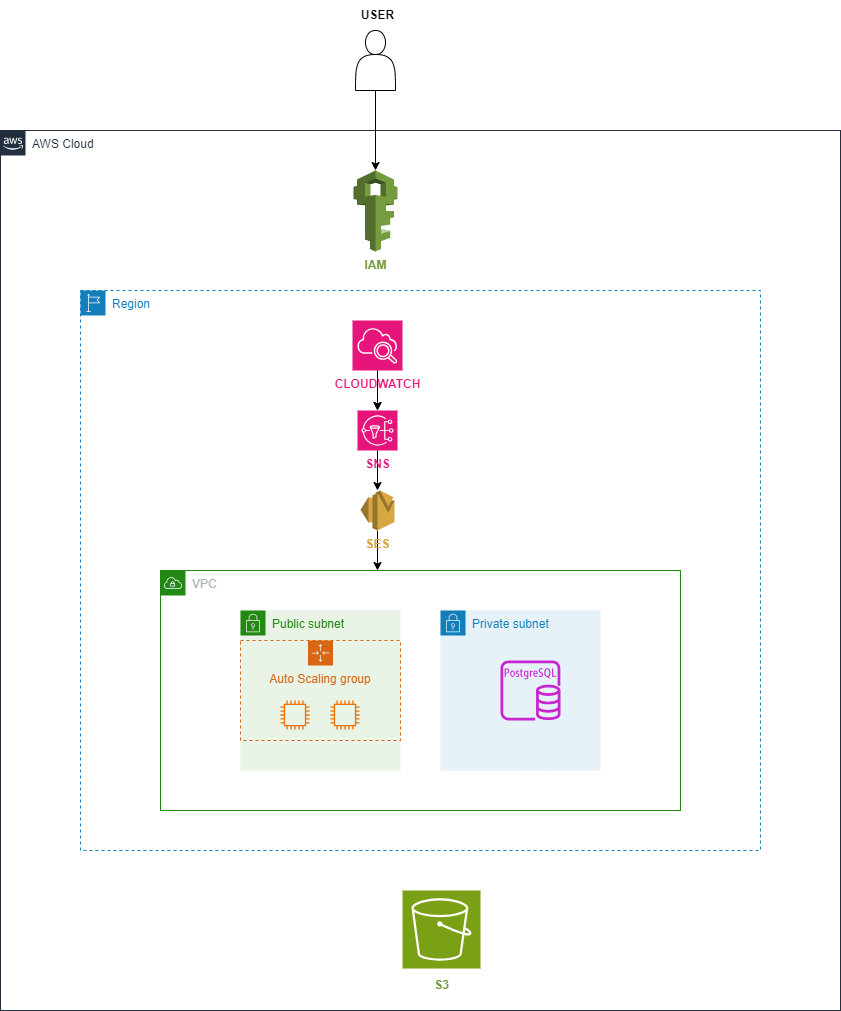 USER
aws
AWS Cloud
IAM
Region
CLOUDWATCH
SNS
SES
VPC
Public subnet
Private subnet
Auto Scaling group
PostgreSQL
S3